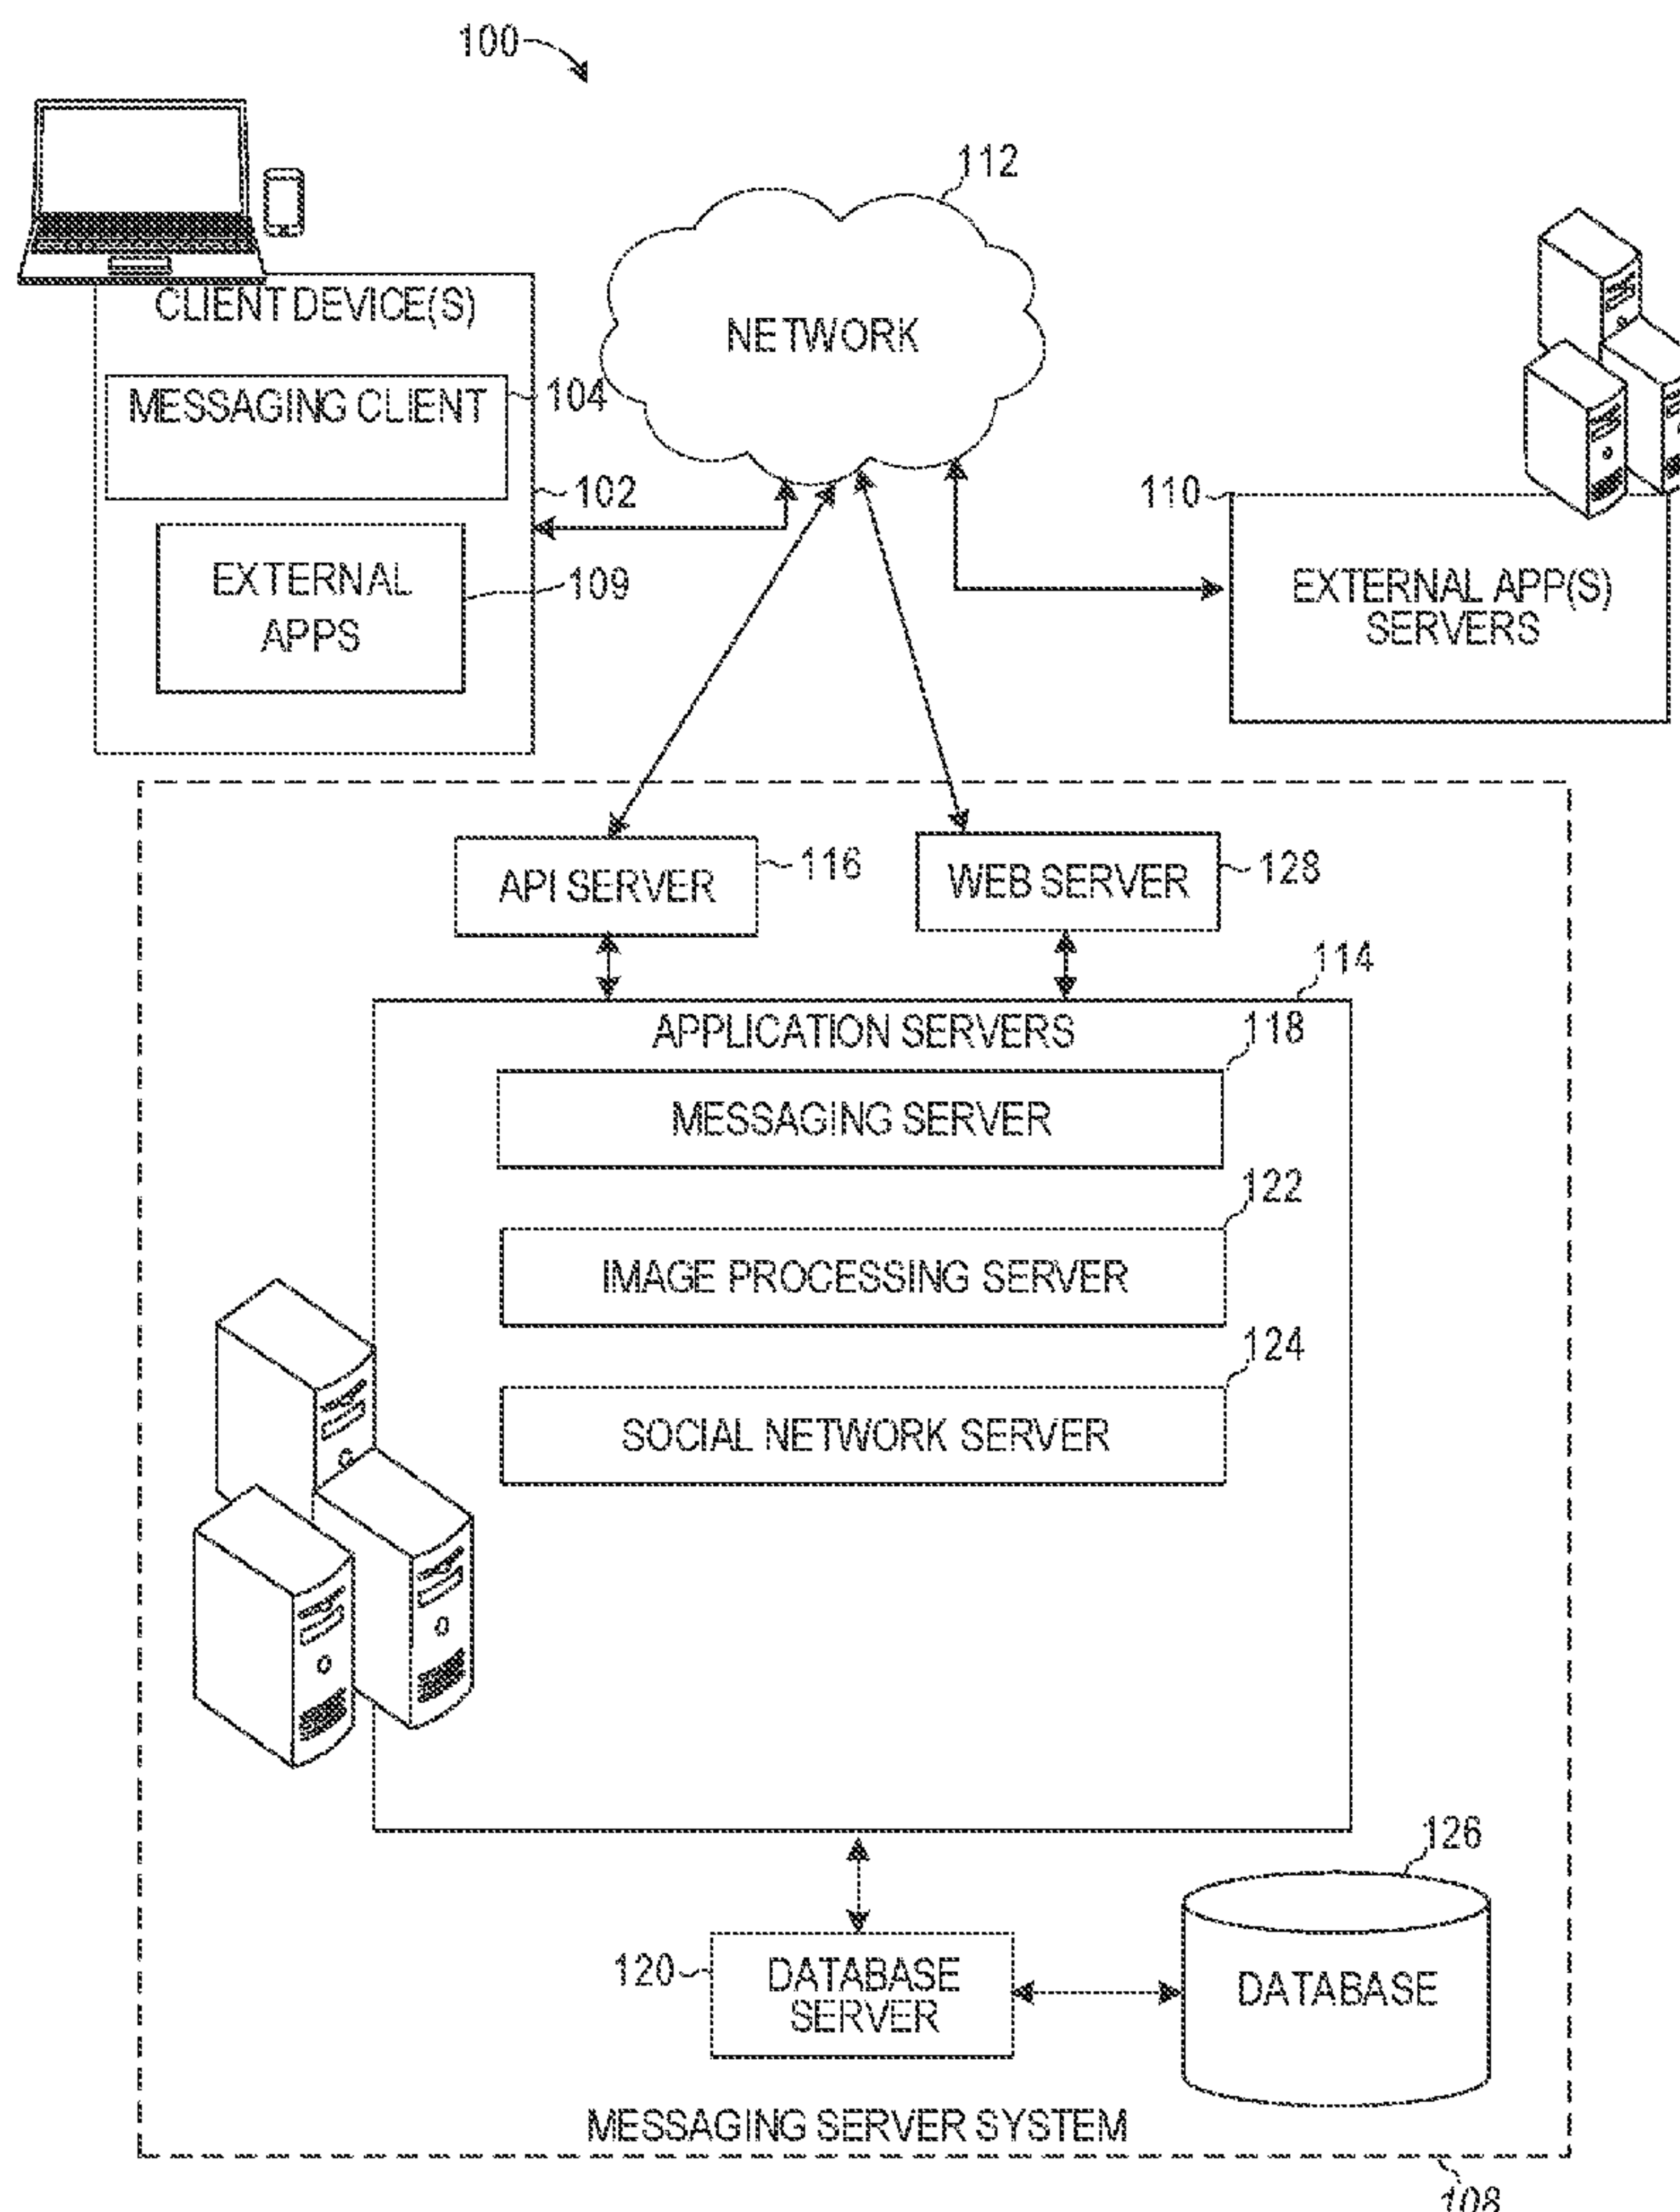 100
112
CLIENT DEVICE(S)
NETWORK
MESSAGING CLIENT
104
102
110
EXTERNAL
APPS
109
EXTERNAL APP(S)
SERVERS
API SERVER
116
WEB SERVER
128
114
APPLICATION SERVERS
118
MESSAGING SERVER
122
IMAGE PROCESSING SERVER
124
SOCIAL NETWORK SERVER
126
120
DATABASE
SERVER
DATABASE
MESSAGING SERVER SYSTEM
108